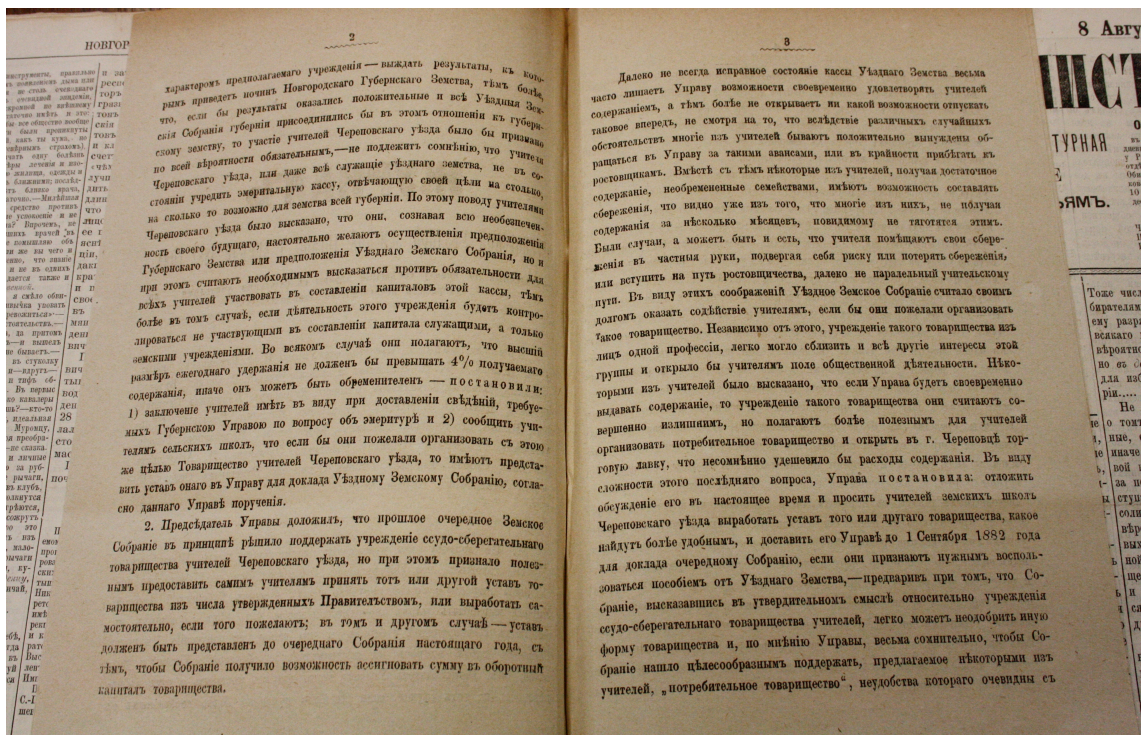 2
характеромъ предполагаемаго учрежденія — выждать результаты, къ кото-
рымъ приведетъ починъ Новгородскаго Губернскаго Земства, тѣмъ болѣе,
что, если бы результаты оказались положительные и всѣ Уѣздныя Зем-
скія Собранія губерніи присоединились бы въ этомъ отношеніи къ губерн-
скому земству, то участіе учителей Череповскаго уѣзда было бы признано
по всей вѣроятности обязательнымъ,—не подлежитъ сомнѣнію, что учителя
Череповскаго уѣзда, или даже всѣ служащіе уѣзднаго земства, не въ со-
стояніи учредить эмеритальную кассу, отвѣчающую своей цѣли на столько,
на сколько то возможно для земства всей губерніи. По этому поводу учителями
Череповскаго уѣзда было высказано, что они, сознавая всю необезпечен-
ность своего будущаго, настоятельно желаютъ осуществленія предположенія
Губернскаго Земства или предположенія Уѣзднаго Земскаго Собранія, но и
при этомъ считаютъ необходимымъ высказаться противъ обязательности для
всѣхъ учителей участвовать въ составленіи капиталовъ этой кассы, тѣмъ
болѣе въ томъ случаѣ, если дѣятельность этого учрежденія будетъ контро-
лироваться не участвующими въ составленіи капитала служащими, а только
земскими учрежденіями. Во всякомъ случаѣ они полагаютъ, что высшій
размѣръ ежегоднаго удержанія не долженъ бы превышать 4% получаемаго
содержанія, иначе онъ можетъ быть обременителенъ — постановили:
1) заключеніе учителей имѣть въ виду при доставленіи свѣдѣній, требуе-
мыхъ Губернскою Управою по вопросу объ эмеритурѣ и 2) сообщить учи-
телямъ сельскихъ школъ, что если бы они пожелали организовать съ этою
же цѣлью Товарищество учителей Череповскаго уѣзда, то имѣютъ предста-
вить уставъ онаго въ Управу для доклада Уѣздному Земскому Собранію, согла-
сно даннаго Управѣ порученія.
2. Предсѣдатель Управы доложилъ, что прошлое очередное Земское
Собраніе въ принципѣ рѣшило поддержать учрежденіе ссудо-сберегательнаго
товарищества учителей Череповскаго уѣзда, но при этомъ признало полез-
нымъ предоставить самимъ учителямъ принять тотъ или другой уставъ то-
варищества изъ числа утвержденныхъ Правительствомъ, или выработать са-
мостоятельно, если того пожелаютъ; въ томъ и другомъ случаѣ — уставъ
долженъ быть представленъ до очереднаго Собранія настоящаго года, съ
тѣмъ, чтобы Собраніе получило возможность ассигновать сумму въ оборотный
капиталъ товарищества.
3
Далеко не всегда исправное состояніе кассы Уѣзднаго Земства весьма
часто лишаетъ Управу возможности своевременно удовлетворять учителей
содержаніемъ, а тѣмъ болѣе не открываетъ ни какой возможности отпускать
таковое впередъ, не смотря на то, что вслѣдствіе различныхъ случайныхъ
обстоятельствъ многіе изъ учителей бываютъ положительно вынуждены об-
ращаться въ Управу за такими авансами, или въ крайности прибѣгать къ
ростовщикамъ. Вмѣстѣ съ тѣмъ нѣкоторые изъ учителей, получая достаточное
содержаніе, необремененные семействами, имѣютъ возможность составлять
сбереженія, что видно уже изъ того, что многіе изъ нихъ, не получая
содержанія за нѣсколько мѣсяцевъ, повидимому не тяготятся этимъ.
Были случаи, а можетъ быть и есть, что учителя помѣщаютъ свои сбере-
женія въ частныя руки, подвергая себя риску или потерять сбереженія,
или вступить на путь ростовщичества, далеко не паралельный учительскому
пути. Въ виду этихъ соображеній Уѣздное Земское Собраніе считало своимъ
долгомъ оказать содѣйствіе учителямъ, если бы они пожелали организовать
такое товарищество. Независимо отъ этого, учрежденіе такого товарищества изъ
лицъ одной профессіи, легко могло сблизить и всѣ другіе интересы этой
группы и открыло бы учителямъ поле общественной дѣятельности. Нѣко-
торыми изъ учителей было высказано, что если Управа будетъ своевременно
выдавать содержаніе, то учрежденіе такого товарищества они считаютъ со-
вершенно излишнимъ, но полагаютъ болѣе полезнымъ для учителей
организовать потребительное товарищество и открыть въ г. Череповцѣ тор-
говую лавку, что несомнѣнно удешевило бы расходы содержанія. Въ виду
сложности этого послѣдняго вопроса, Управа постановила: отложить
обсужденіе его въ настоящее время и просить учителей земскихъ школъ
Череповскаго уѣзда выработать уставъ того или другаго товарищества, какое
найдутъ болѣе удобнымъ, и доставить его Управѣ до 1 Сентября 1882 года
для доклада очередному Собранію, если они признаютъ нужнымъ восполь-
зоваться пособіемъ отъ Уѣзднаго Земства,—предваривъ при томъ, что Со-
браніе, высказавшись въ утвердительномъ смыслѣ относительно учрежденія
ссудо-сберегательнаго товарищества учителей, легко можетъ неодобрить иную
форму товарищества и, по мнѣнію Управы, весьма сомнительно, чтобы Со-
браніе нашло цѣлесообразнымъ поддержать, предлагаемое нѣкоторыми изъ
учителей, „потребительное товарищество“, неудобства котораго очевидны съ
НОВГОР
8 Авгу
ТУРНАЯ
ЬЯМЪ.